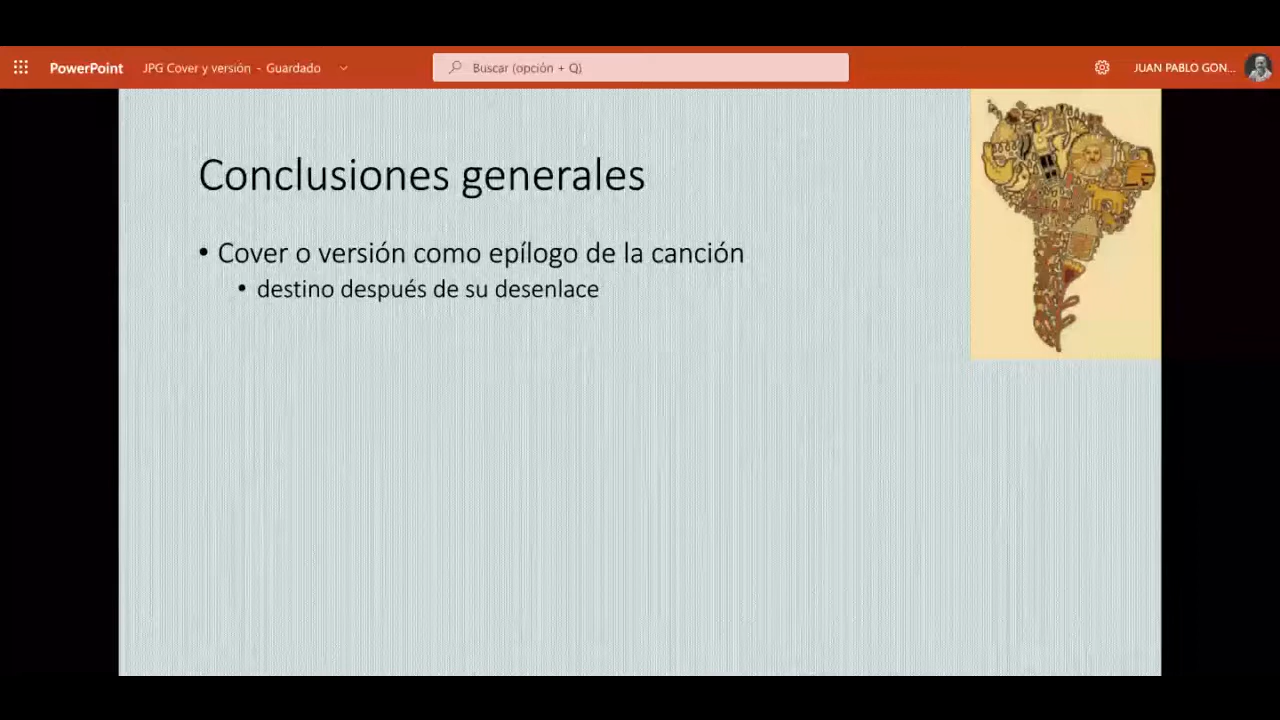 PowerPoint
JPG Cover y versión - Guardado
Buscar (opción + Q)
JUAN PABLO GON...
Conclusiones generales
• Cover o versión como epílogo de la canción
• destino después de su desenlace